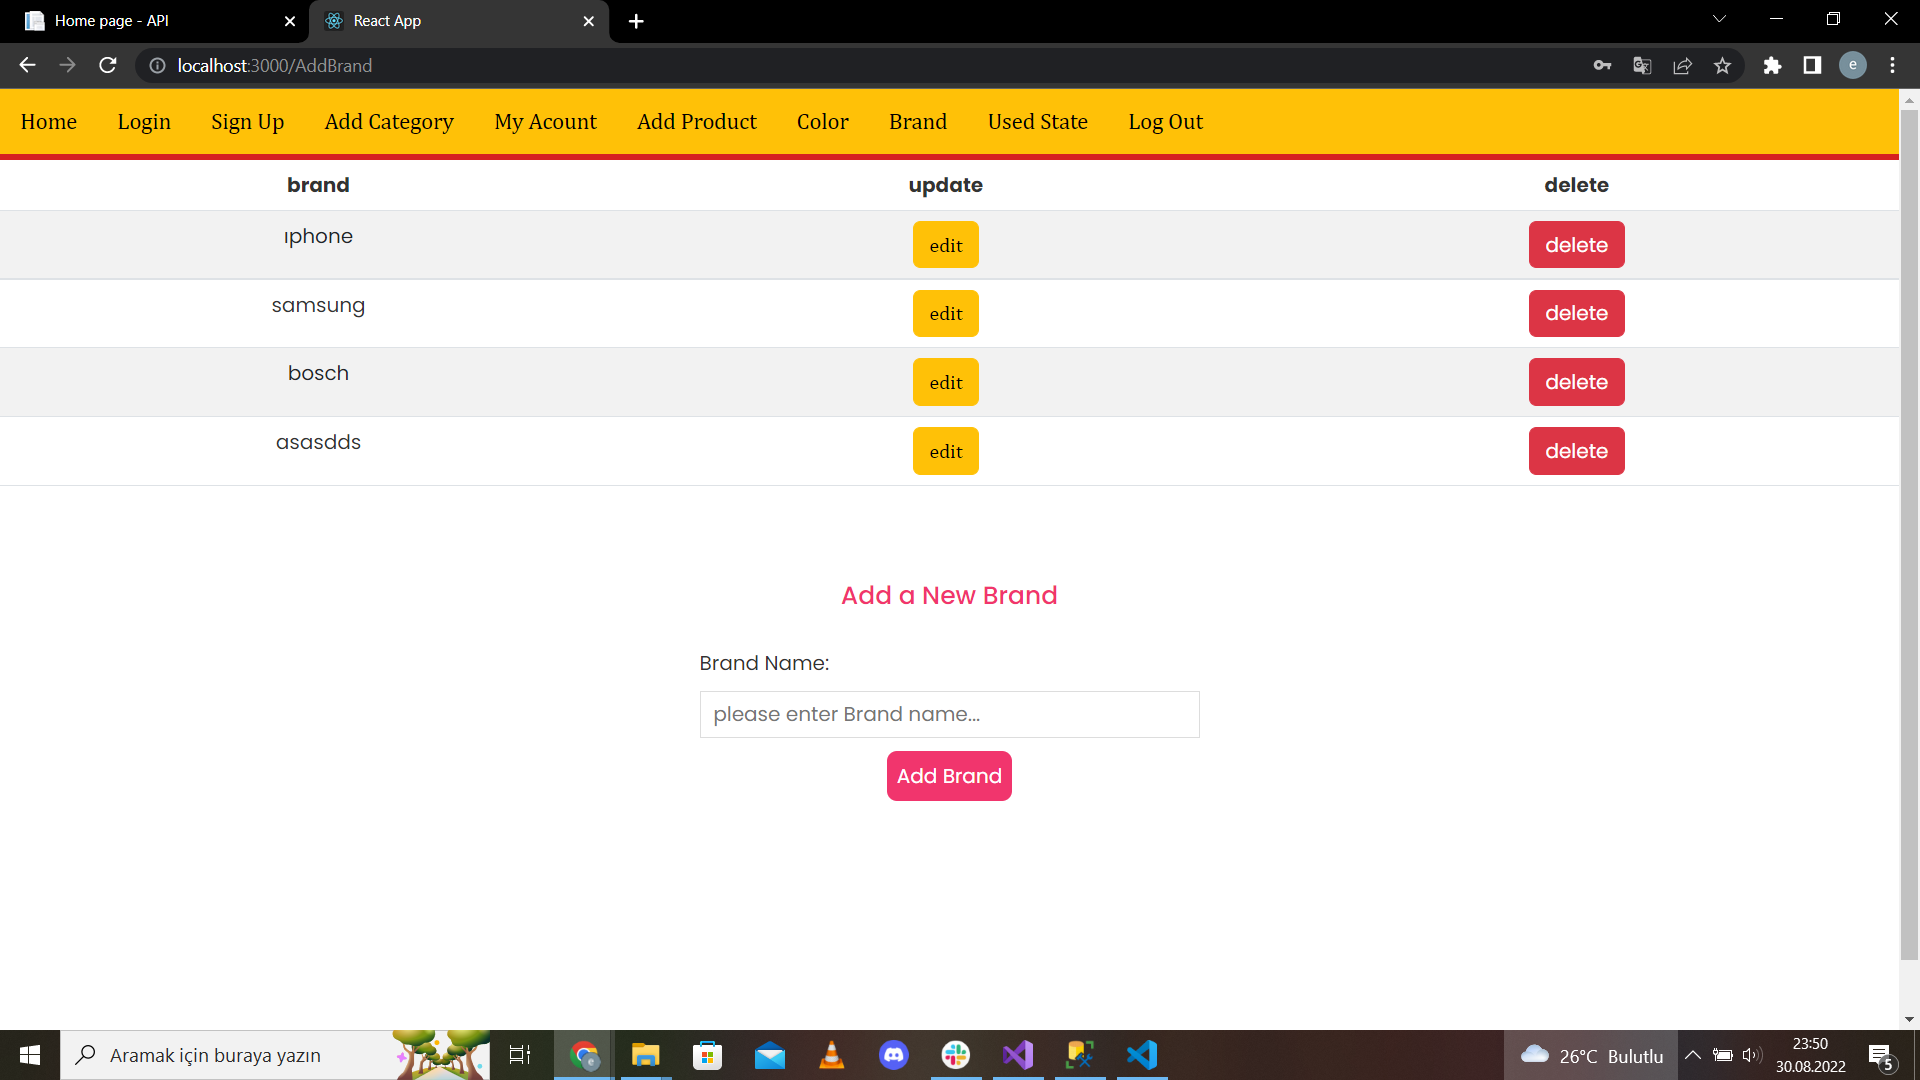 Home page - API
React App
localhost:3000/AddBrand
e
Home Login Sign Up Add Category My Acount Add Product Color Brand Used State Log Out
brand update delete
ıphone edit delete
samsung edit delete
bosch edit delete
asasdds edit delete
Add a New Brand
Brand Name:
please enter Brand name...
Add Brand
Aramak için buraya yazın
e
26°C Bulutlu
23:50
30.08.2022
5